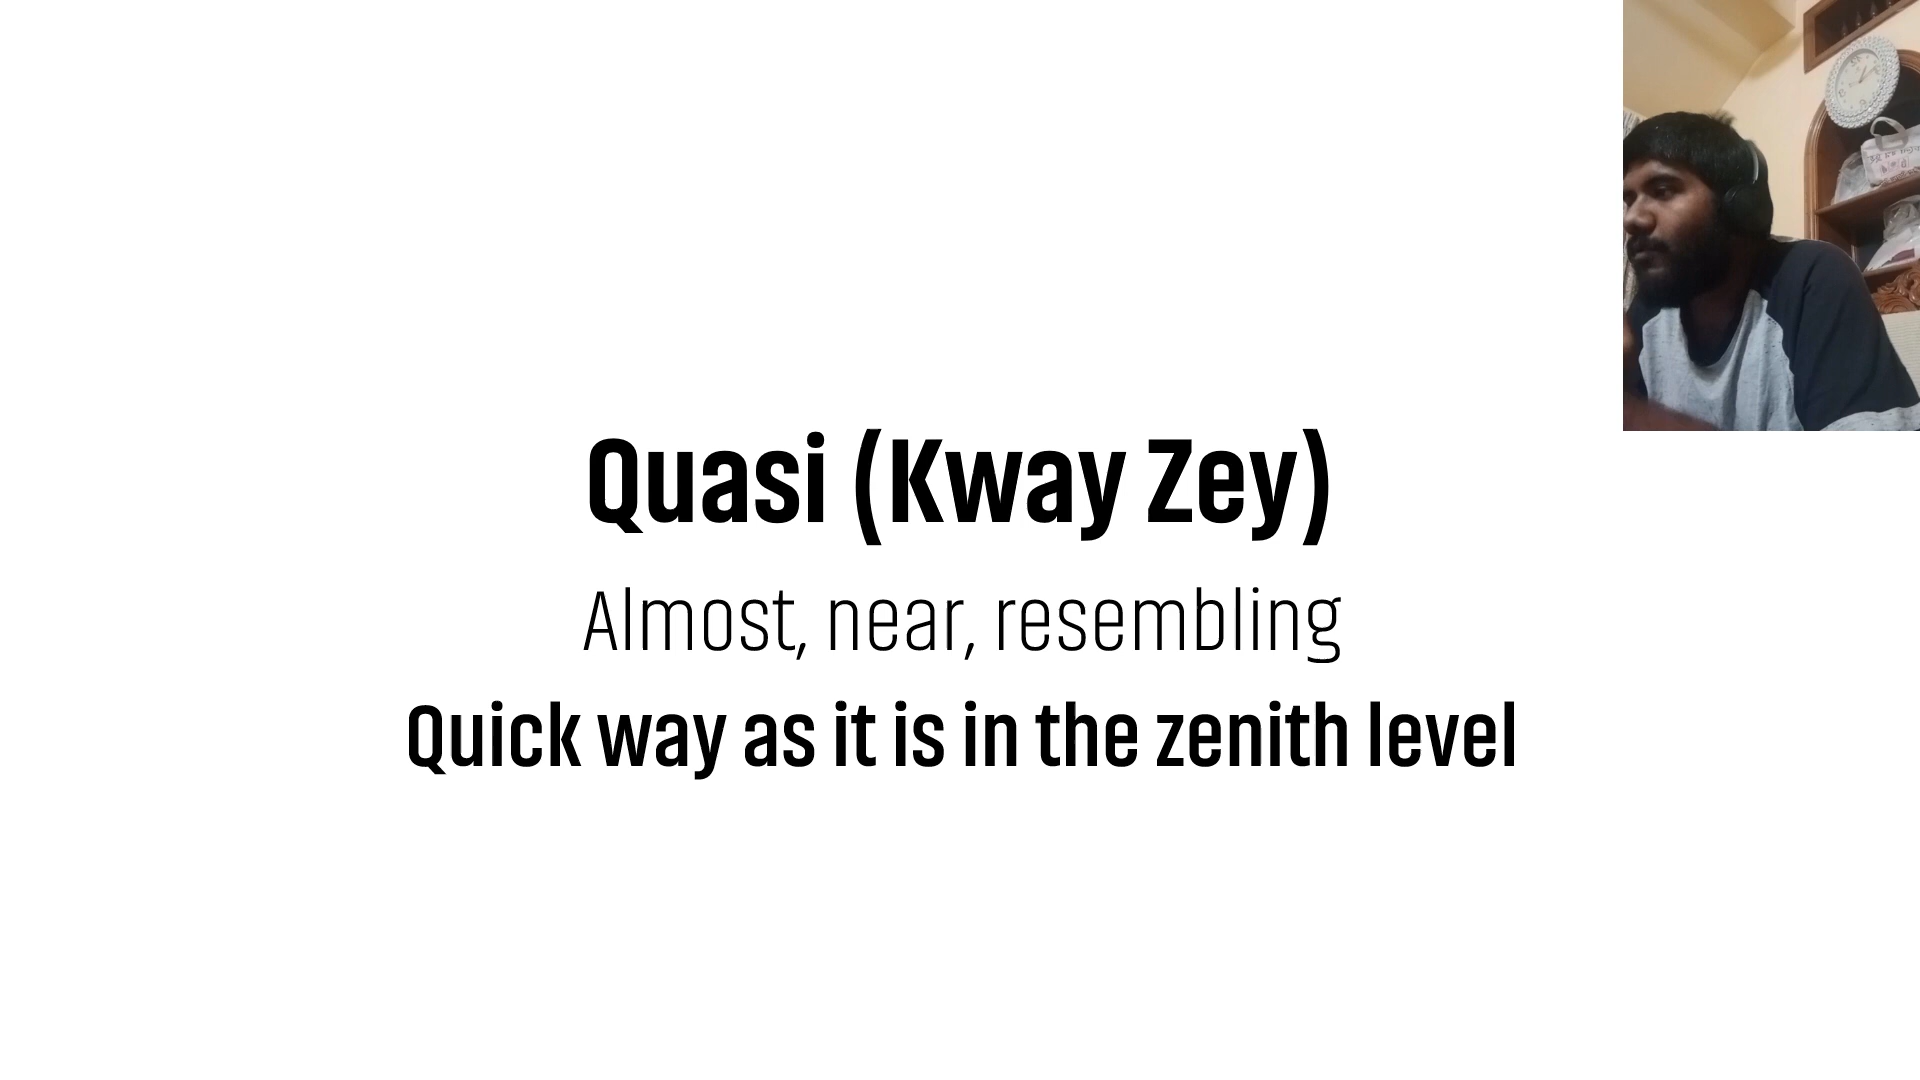 Quasi (Kway Zey)
Almost, near, resembling
Quick way as it is in the zenith level